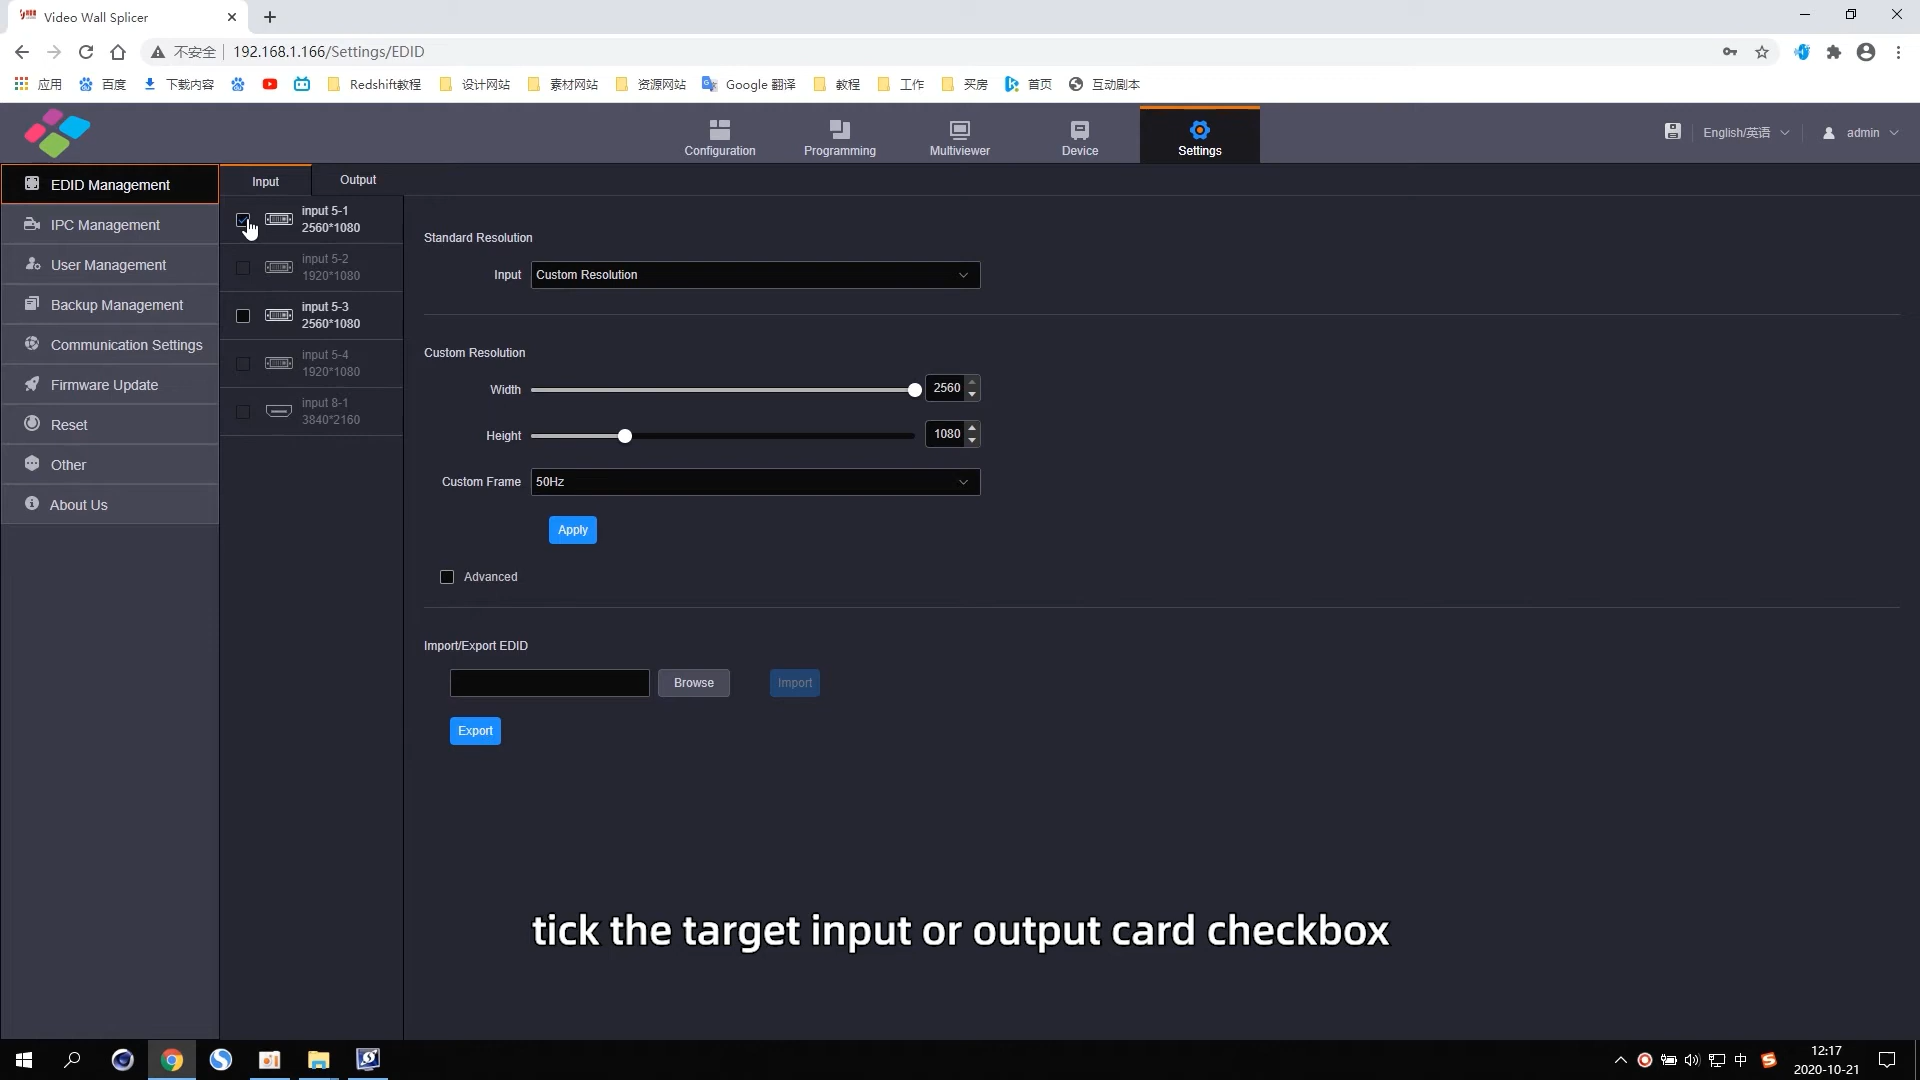 Video Wall Splicer
不安全
192.168.1.166/Settings/EDID
应用
百度
下载内容
Redshift教程
设计网站
素材网站
资源网站
Google 翻译
教程
工作
买房
首页
互动剧本
Configuration
Programming
Multiviewer
Device
Settings
English/英语
admin
EDID Management
IPC Management
User Management
Backup Management
Communication Settings
Firmware Update
Reset
Other
About Us
Input
Output
input 5-1
2560*1080
input 5-2
1920*1080
input 5-3
2560*1080
input 5-4
1920*1080
input 8-1
3840*2160
Standard Resolution
Input
Custom Resolution
Custom Resolution
Width
2560
Height
1080
Custom Frame
50Hz
Apply
Advanced
Import/Export EDID
Browse
Import
Export
tick the target input or output card checkbox
中
12:17
2020-10-21